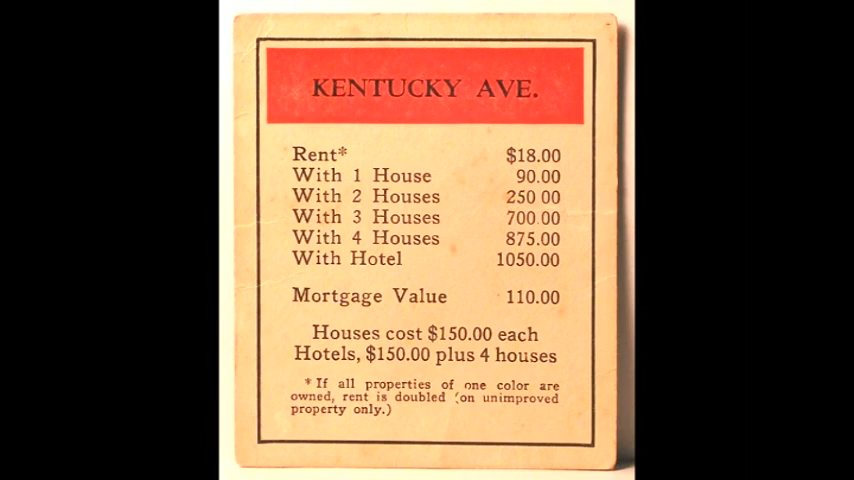 KENTUCKY AVE.
Rent* $18.00
With 1 House 90.00
With 2 Houses 250 00
With 3 Houses 700.00
With 4 Houses 875.00
With Hotel 1050.00
Mortgage Value 110.00
Houses cost $150.00 each
Hotels, $150.00 plus 4 houses
*If all properties of one color are
owned, rent is doubled (on unimproved
property only.)